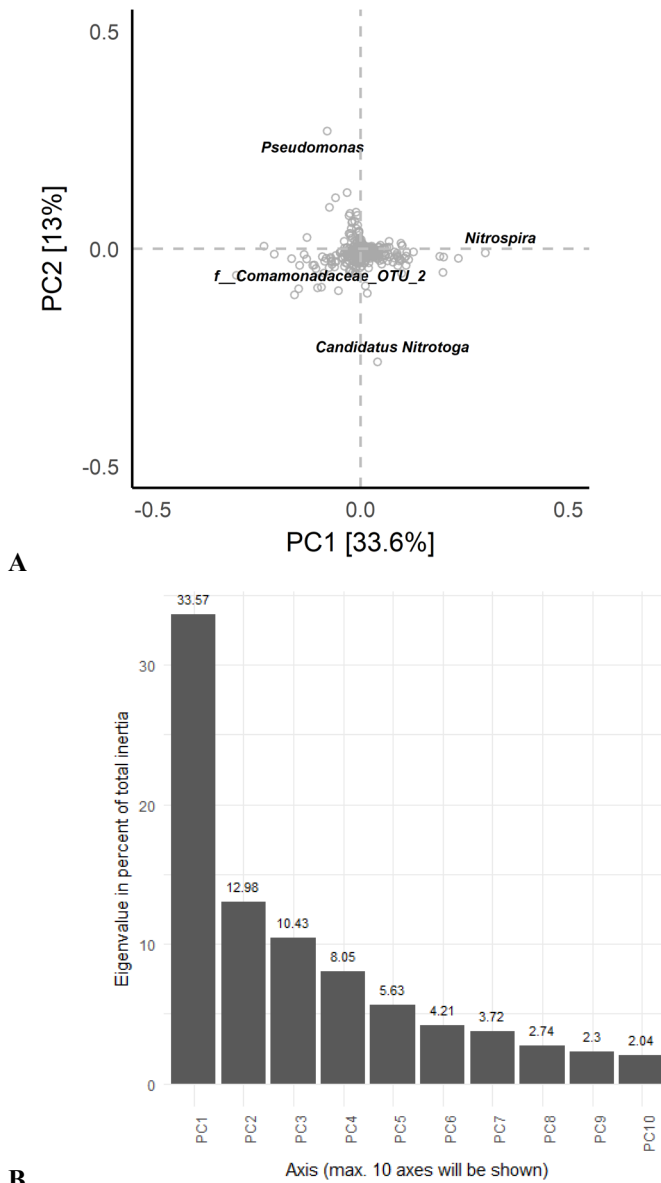 0.5
Pseudomonas
0.0
Nitrospira
f__Comamonadaceae_OTU_2
Candidatus Nitrotoga
-0.5
PC2 [13%]
-0.5 0.0 0.5
PC1 [33.6%]
A
33.57
30
20
12.98
10.43
10
8.05
5.63
4.21
3.72
2.74
2.3
2.04
0
Eigenvalue in percent of total inertia
PC1 PC2 PC3 PC4 PC5 PC6 PC7 PC8 PC9 PC10
Axis (max. 10 axes will be shown)
B